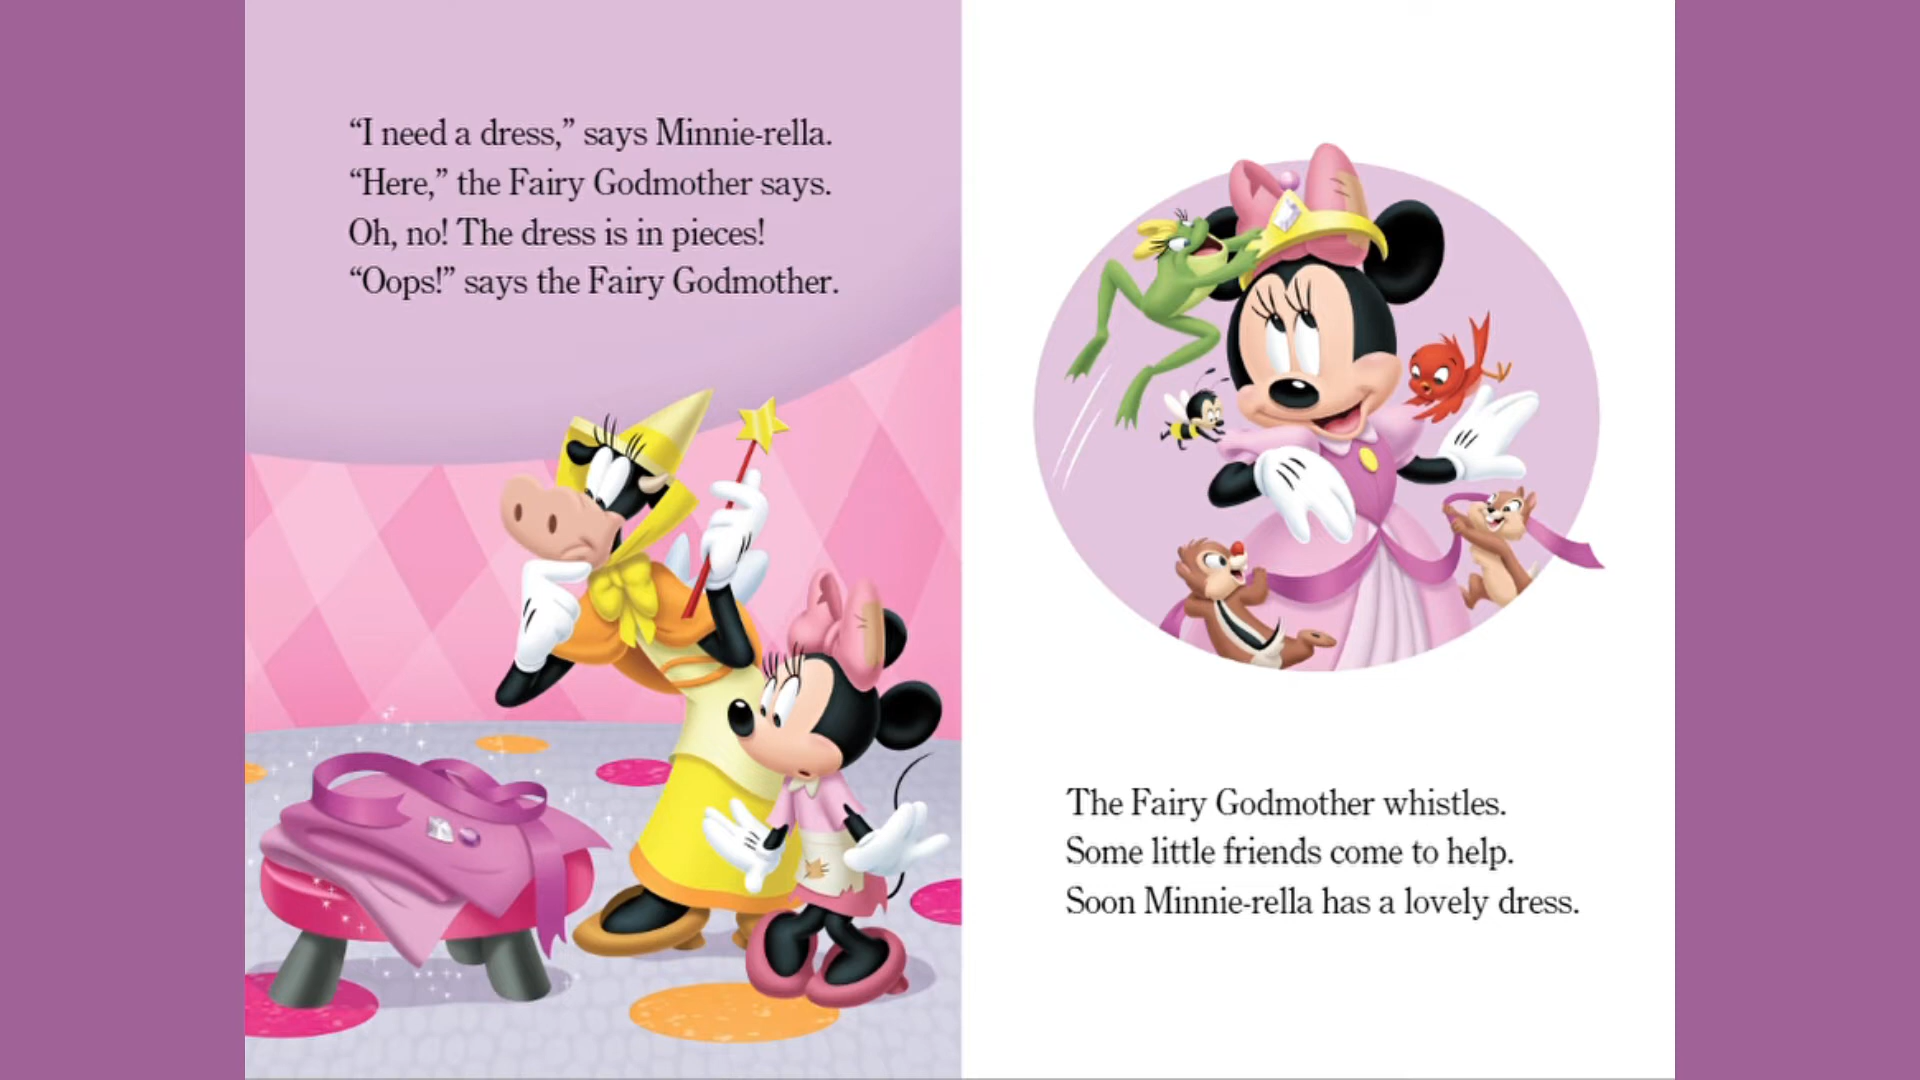 “I need a dress,” says Minnie-rella.
“Here,” the Fairy Godmother says.
Oh, no! The dress is in pieces!
“Oops!” says the Fairy Godmother.
The Fairy Godmother whistles.
Some little friends come to help.
Soon Minnie-rella has a lovely dress.